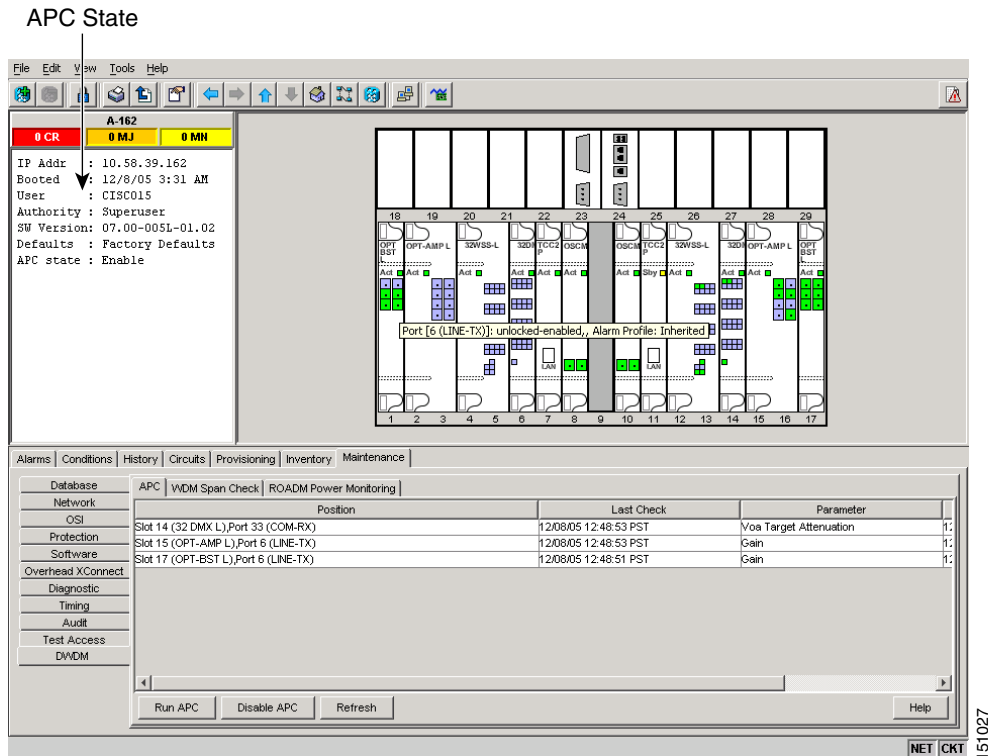 APC State
File Edit View Tools Help
A-162
0 CR 0 MJ 0 MN
IP Addr : 10.58.39.162
Booted : 12/8/05 3:31 AM
User : CISCO15
Authority : Superuser
SW Version: 07.00-005L-01.02
Defaults : Factory Defaults
APC state : Enable
18 19 20 21 22 23 24 25 26 27 28 29
OPT BST L OPT-AMP L 32WSS-L 32DM TCC2 P OSCM OSCM TCC2 P 32WSS-L 32DM OPT-AMP L OPT BST L
Act Act Act Act Act Act Act Sby Act Act Act Act
Port [6 (LINE-TX)]: unlocked-enabled,, Alarm Profile: Inherited
LAN LAN
1 2 3 4 5 6 7 8 9 10 11 12 13 14 15 16 17
Alarms Conditions History Circuits Provisioning Inventory Maintenance
Database
Network
OSI
Protection
Software
Overhead XConnect
Diagnostic
Timing
Audit
Test Access
DWDM
APC WDM Span Check ROADM Power Monitoring
Position Last Check Parameter
Slot 14 (32 DMX L),Port 33 (COM-RX) 12/08/05 12:48:53 PST Voa Target Attenuation 12
Slot 15 (OPT-AMP L),Port 6 (LINE-TX) 12/08/05 12:48:53 PST Gain 12
Slot 17 (OPT-BST L),Port 6 (LINE-TX) 12/08/05 12:48:51 PST Gain 12
Run APC Disable APC Refresh Help
NET CKT
151027